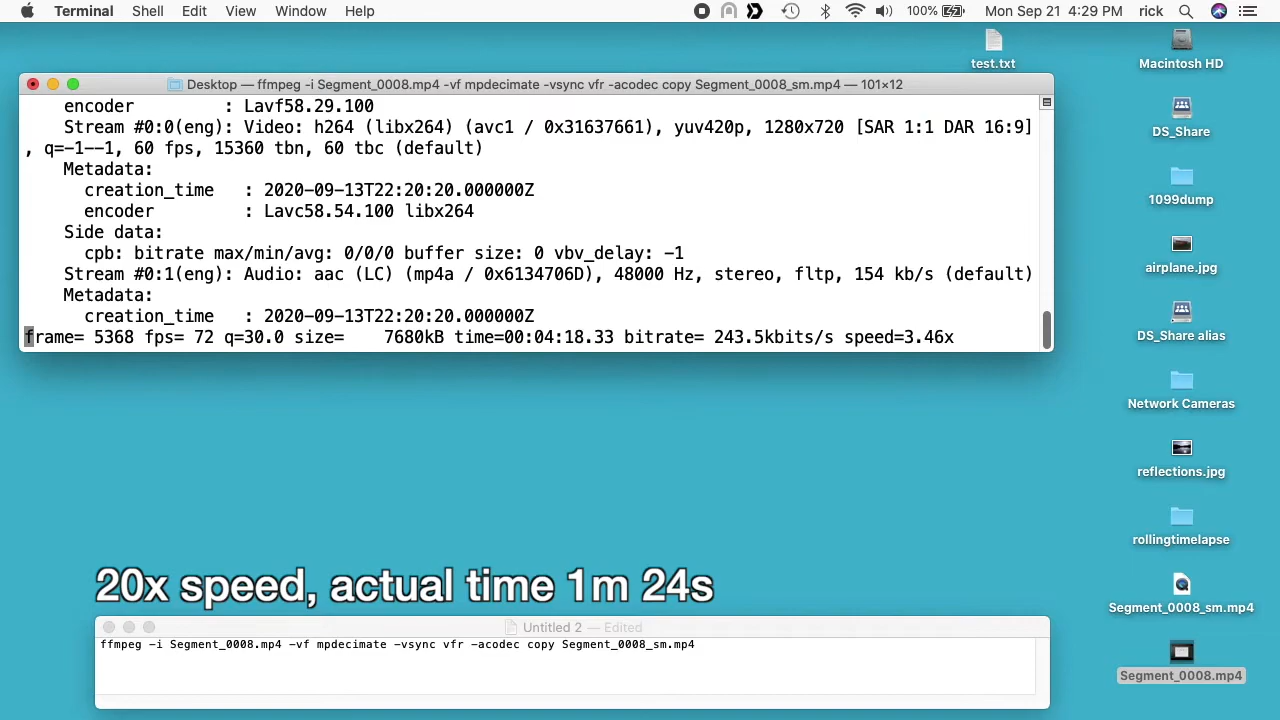 Terminal Shell Edit View Window Help 100% Mon Sep 21 4:29 PM rick
Desktop — ffmpeg -i Segment_0008.mp4 -vf mpdecimate -vsync vfr -acodec copy Segment_0008_sm.mp4 — 101×12
encoder : Lavf58.29.100
Stream #0:0(eng): Video: h264 (libx264) (avc1 / 0x31637661), yuv420p, 1280x720 [SAR 1:1 DAR 16:9]
, q=-1--1, 60 fps, 15360 tbn, 60 tbc (default)
Metadata:
creation_time : 2020-09-13T22:20:20.000000Z
encoder : Lavc58.54.100 libx264
Side data:
cpb: bitrate max/min/avg: 0/0/0 buffer size: 0 vbv_delay: -1
Stream #0:1(eng): Audio: aac (LC) (mp4a / 0x6134706D), 48000 Hz, stereo, fltp, 154 kb/s (default)
Metadata:
creation_time : 2020-09-13T22:20:20.000000Z
frame= 5368 fps= 72 q=30.0 size= 7680kB time=00:04:18.33 bitrate= 243.5kbits/s speed=3.46x
20x speed, actual time 1m 24s
Untitled 2 — Edited
ffmpeg -i Segment_0008.mp4 -vf mpdecimate -vsync vfr -acodec copy Segment_0008_sm.mp4
test.txt
Macintosh HD
DS_Share
1099dump
airplane.jpg
DS_Share alias
Network Cameras
reflections.jpg
rollingtimelapse
Segment_0008_sm.mp4
Segment_0008.mp4